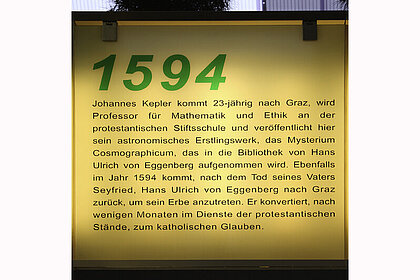 1594
Johannes Kepler kommt 23-jährig nach Graz, wird
Professor für Mathematik und Ethik an der
protestantischen Stiftsschule und veröffentlicht hier
sein astronomisches Erstlingswerk, das Mysterium
Cosmographicum, das in die Bibliothek von Hans
Ulrich von Eggenberg aufgenommen wird. Ebenfalls
im Jahr 1594 kommt, nach dem Tod seines Vaters
Seyfried, Hans Ulrich von Eggenberg nach Graz
zurück, um sein Erbe anzutreten. Er konvertiert, nach
wenigen Monaten im Dienste der protestantischen
Stände, zum katholischen Glauben.